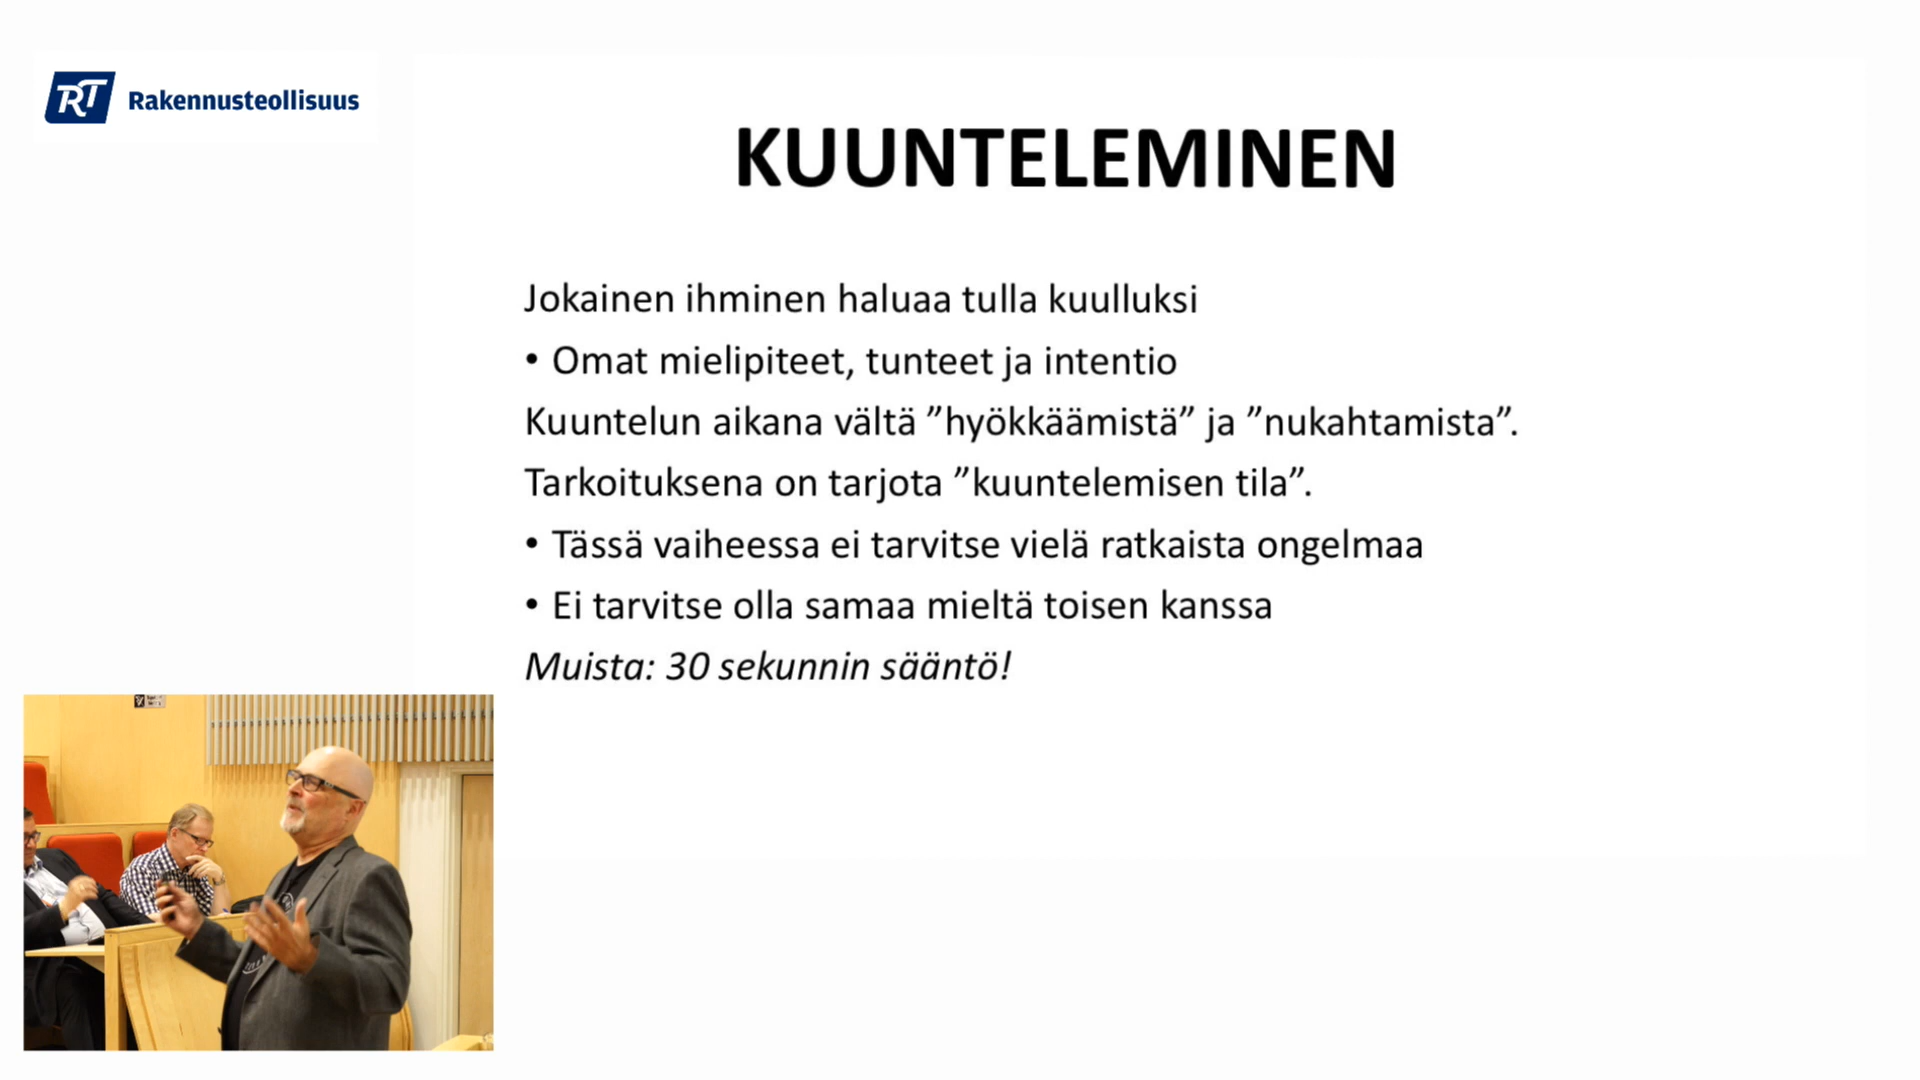 RT Rakennusteollisuus
KUUNTELEMINEN
Jokainen ihminen haluaa tulla kuulluksi
• Omat mielipiteet, tunteet ja intentio
Kuuntelun aikana vältä ”hyökkäämistä” ja ”nukahtamista”.
Tarkoituksena on tarjota ”kuuntelemisen tila”.
• Tässä vaiheessa ei tarvitse vielä ratkaista ongelmaa
• Ei tarvitse olla samaa mieltä toisen kanssa
Muista: 30 sekunnin sääntö!